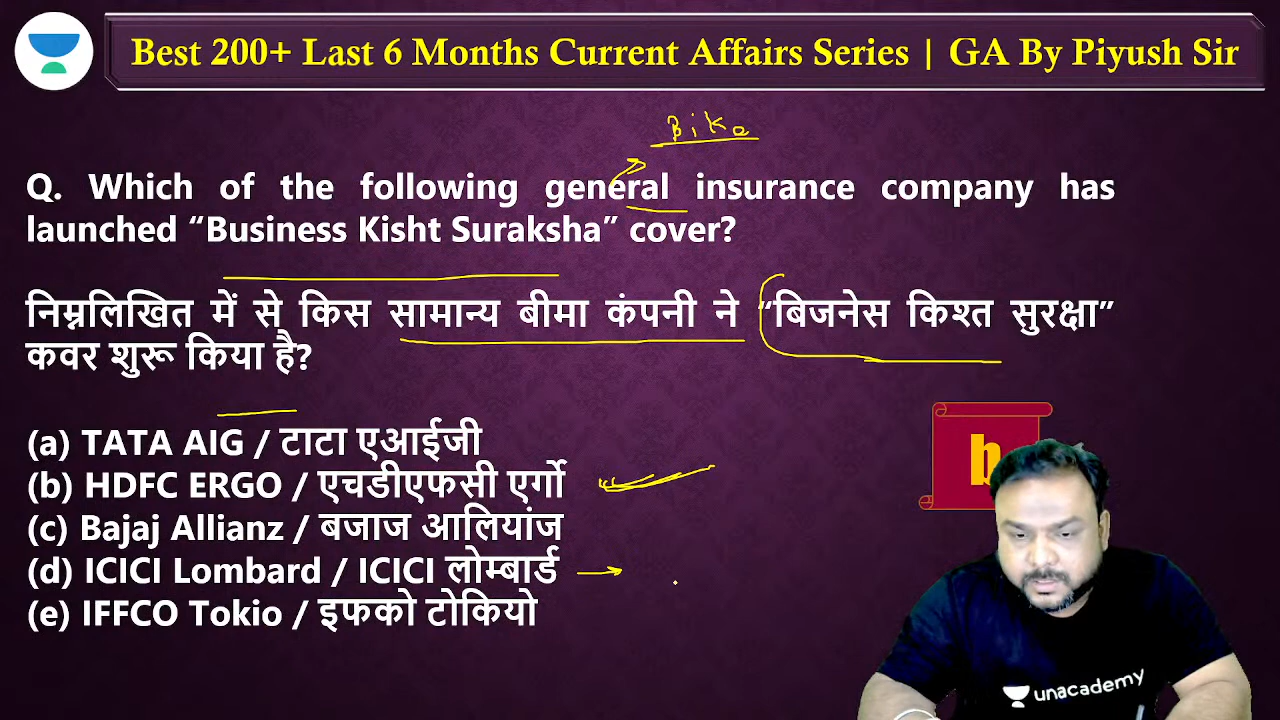 Best 200+ Last 6 Months Current Affairs Series | GA By Piyush Sir
Bike
Q. Which of the following general insurance company has
launched “Business Kisht Suraksha” cover?
निम्नलिखित में से किस सामान्य बीमा कंपनी ने “बिजनेस किश्त सुरक्षा”
कवर शुरू किया है?
(a) TATA AIG / टाटा एआईजी
(b) HDFC ERGO / एचडीएफसी एर्गो
(c) Bajaj Allianz / बजाज आलियांज
(d) ICICI Lombard / ICICI लोम्बार्ड
(e) IFFCO Tokio / इफको टोकियो
b
unacademy